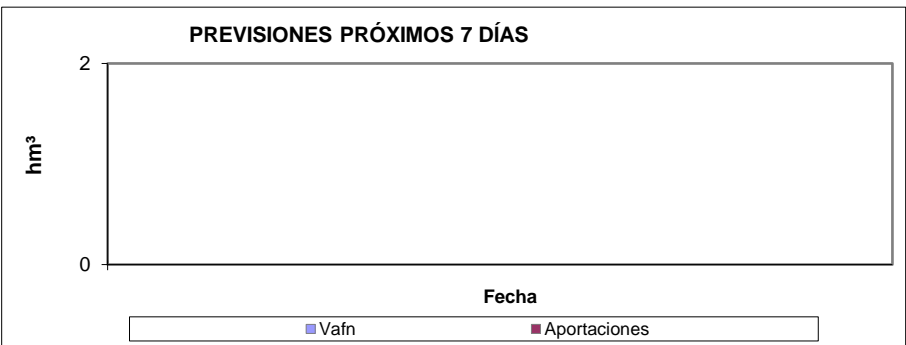 PREVISIONES PRÓXIMOS 7 DÍAS
2
hm³
0
Fecha
Vafn Aportaciones